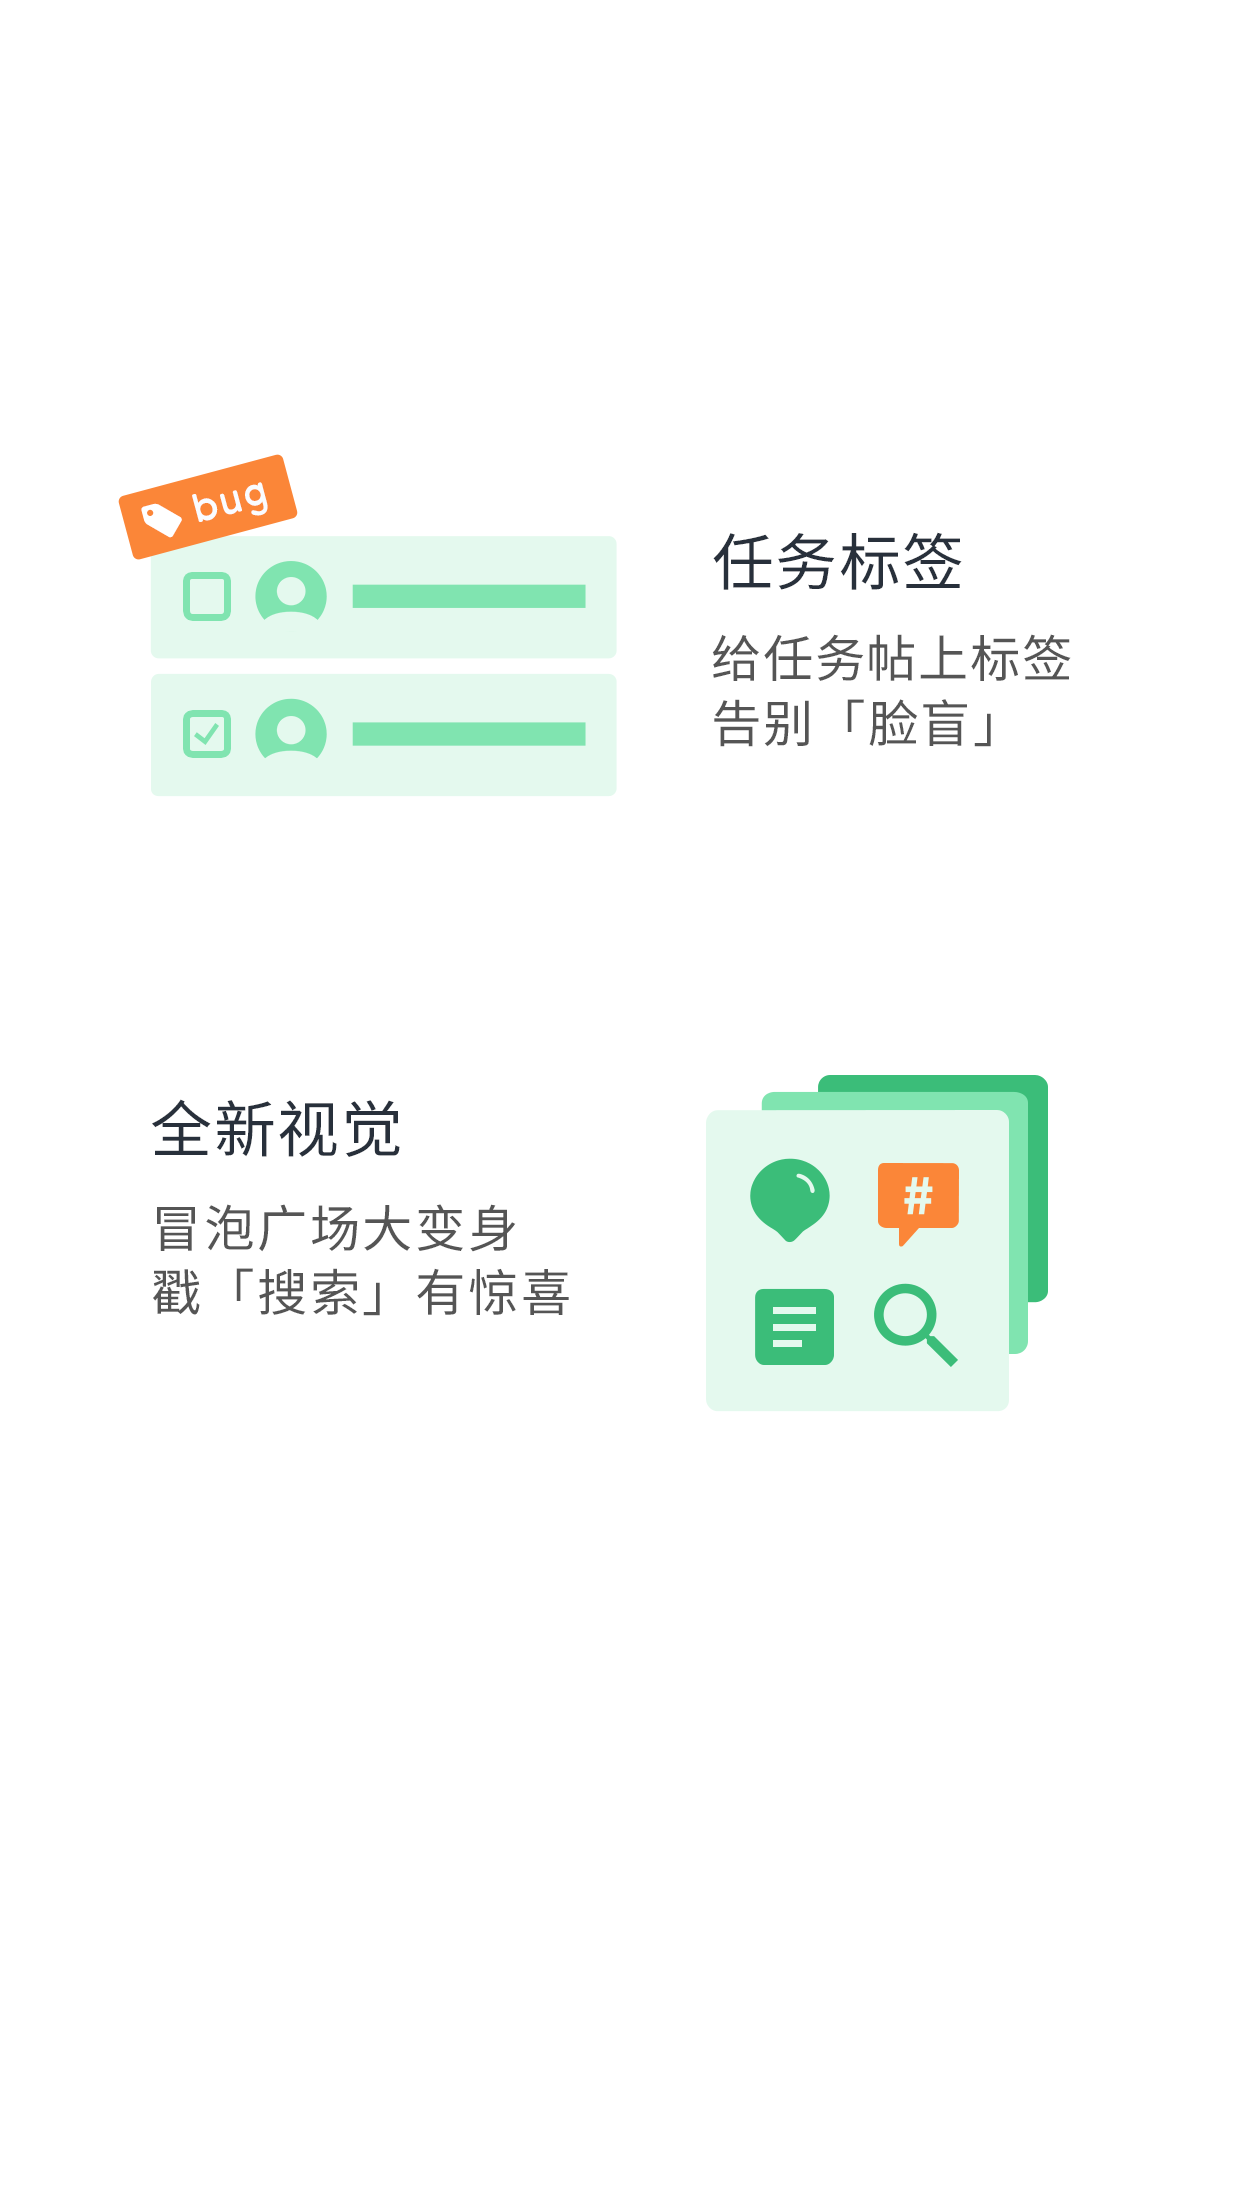 bug
任务标签
给任务帖上标签
告别「脸盲」
全新视觉
冒泡广场大变身
戳「搜索」有惊喜
#